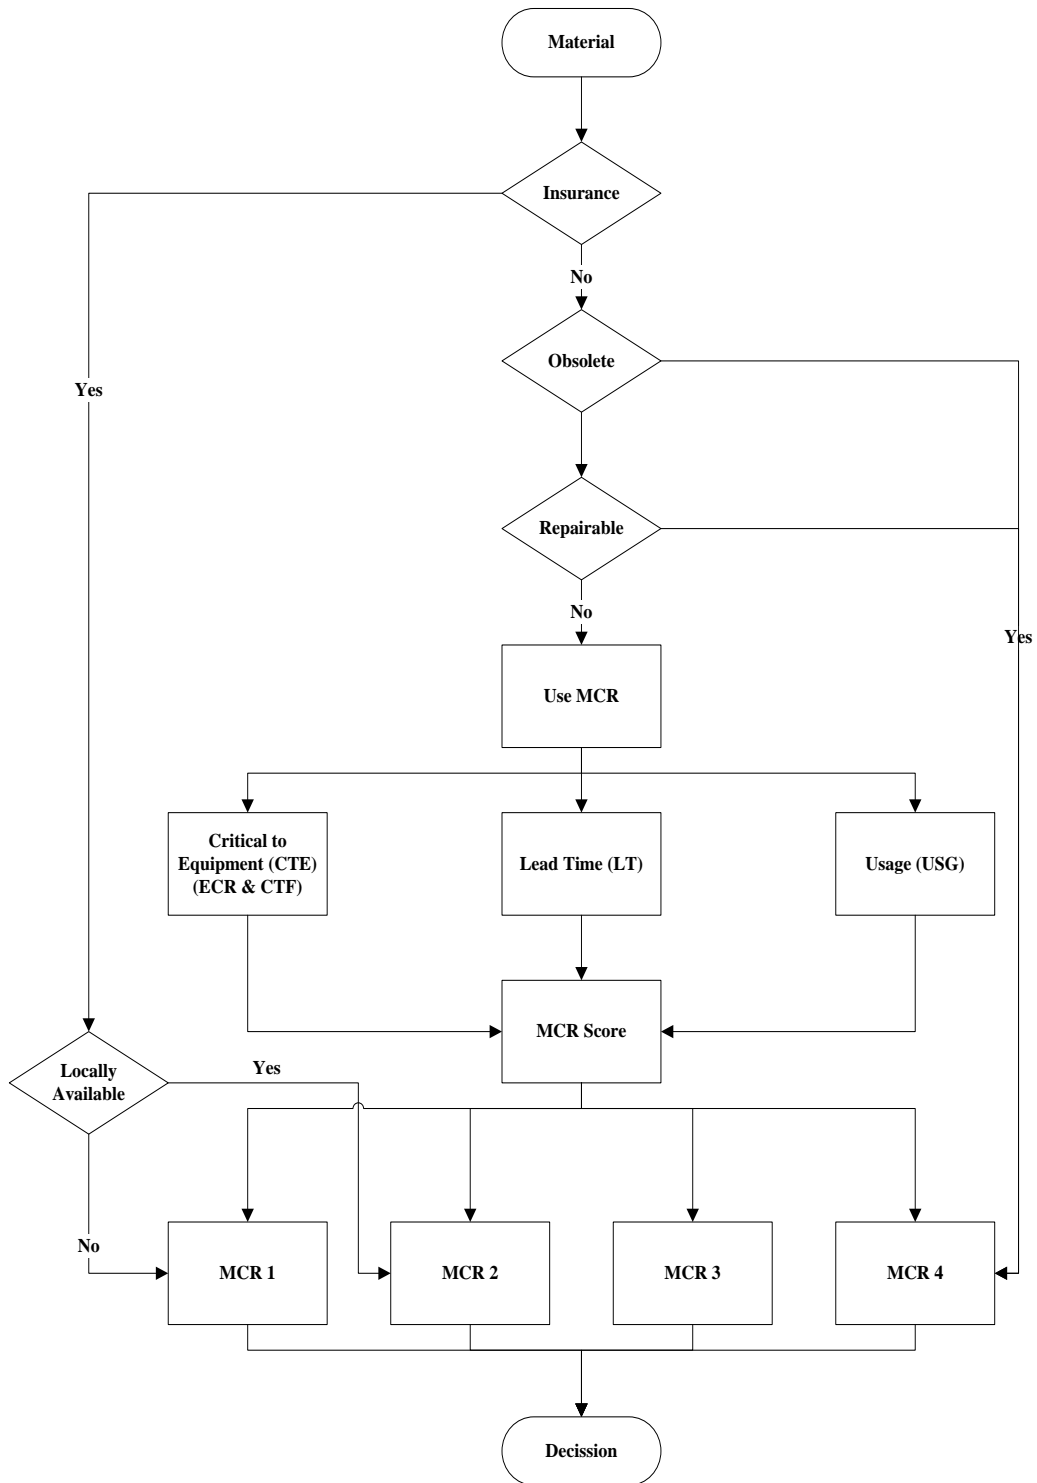 Material
Insurance
No
Obsolete
Yes
Repairable
No
Yes
Use MCR
Critical to
Equipment (CTE)
(ECR & CTF)
Lead Time (LT)
Usage (USG)
MCR Score
Locally
Available
Yes
No
MCR 1
MCR 2
MCR 3
MCR 4
Decission